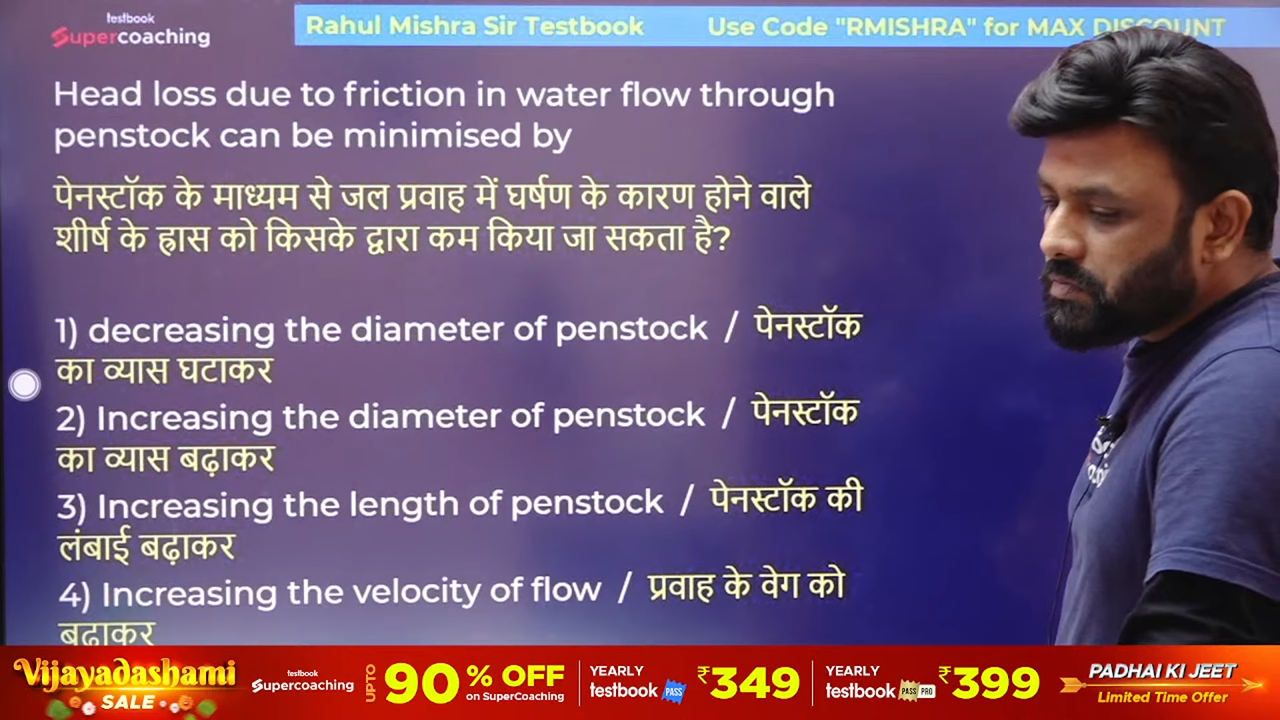 testbook
Supercoaching
Rahul Mishra Sir Testbook Use Code "RMISHRA" for MAX DISCOUNT
Head loss due to friction in water flow through
penstock can be minimised by
पेनस्टॉक के माध्यम से जल प्रवाह में घर्षण के कारण होने वाले
शीर्ष के ह्रास को किसके द्वारा कम किया जा सकता है?
1) decreasing the diameter of penstock / पेनस्टॉक
का व्यास घटाकर
2) Increasing the diameter of penstock / पेनस्टॉक
का व्यास बढ़ाकर
3) Increasing the length of penstock / पेनस्टॉक की
लंबाई बढ़ाकर
4) Increasing the velocity of flow / प्रवाह के वेग को
बढ़ाकर
Vijayadashami
SALE
testbook
Supercoaching
UPTO 90% OFF
on SuperCoaching
YEARLY
testbook PASS
₹349
YEARLY
testbook PASS PRO
₹399
PADHAI KI JEET
Limited Time Offer